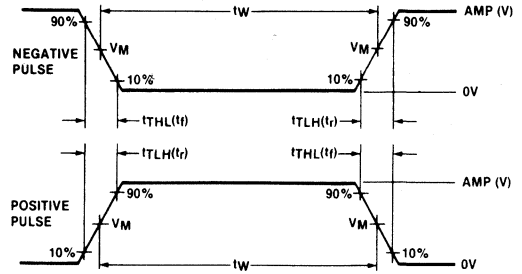 90% tW 90% AMP (V)
NEGATIVE PULSE VM VM
10% 10% 0V
tTHL(tf) tTLH(tr)
tTLH(tr) tTHL(tf)
90% 90% AMP (V)
POSITIVE PULSE VM VM
10% tW 10% 0V